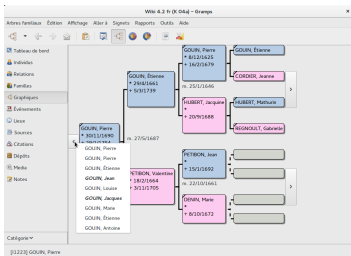 Wiki 4.2 fr (K 04a) - Gramps
Arbres familiaux Édition Affichage Aller à Signets Rapports Outils Aide
Tableau de bord
Individus
Relations
Familles
Graphiques
Événements
Lieux
Sources
Citations
Dépôts
Media
Notes
Catégorie
GOUIN, Pierre
* 30/11/1690
GOUIN, Pierre
GOUIN, Pierre
GOUIN, Étienne
GOUIN, Jean
GOUIN, Louise
GOUIN, Jacques
GOUIN, Marie
GOUIN, Étienne
GOUIN, Antoine
GOUIN, Étienne
* 29/4/1661
+ 5/3/1739
m. 27/5/1687
PETIBON, Valentine
* 18/2/1664
+ 3/11/1705
GOUIN, Pierre
* 8/12/1625
+ 16/2/1679
m. 25/1/1646
HUBERT, Jacquine
*
+ 20/9/1688
PETIBON, Jean
*
+ 15/1/1692
m. 22/10/1661
DENIN, Marie
*
+ 8/10/1672
GOUIN, Étienne
CORDIER, Jeanne
HUBERT, Mathurin
REGNOULT, Gabrielle
[I1223] GOUIN, Pierre